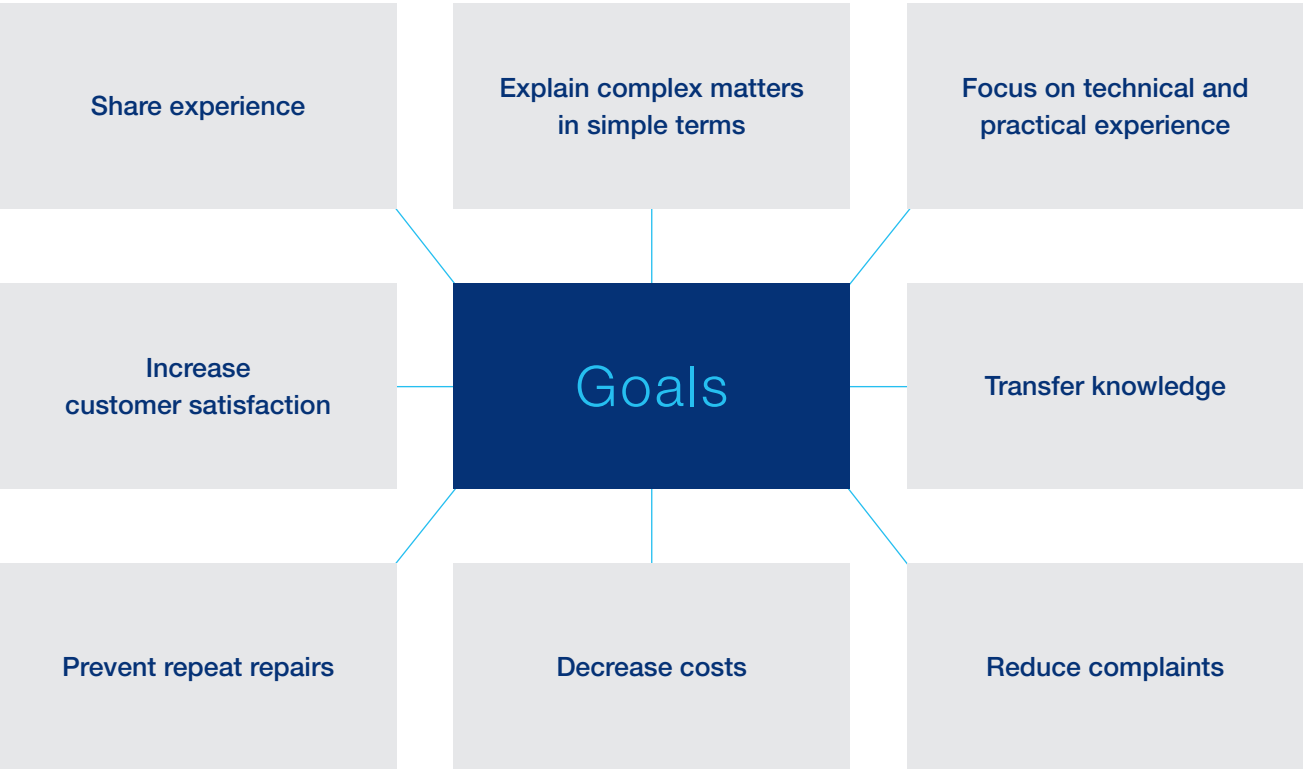 Share experience
Explain complex matters
in simple terms
Focus on technical and
practical experience
Increase
customer satisfaction
Goals
Transfer knowledge
Prevent repeat repairs
Decrease costs
Reduce complaints